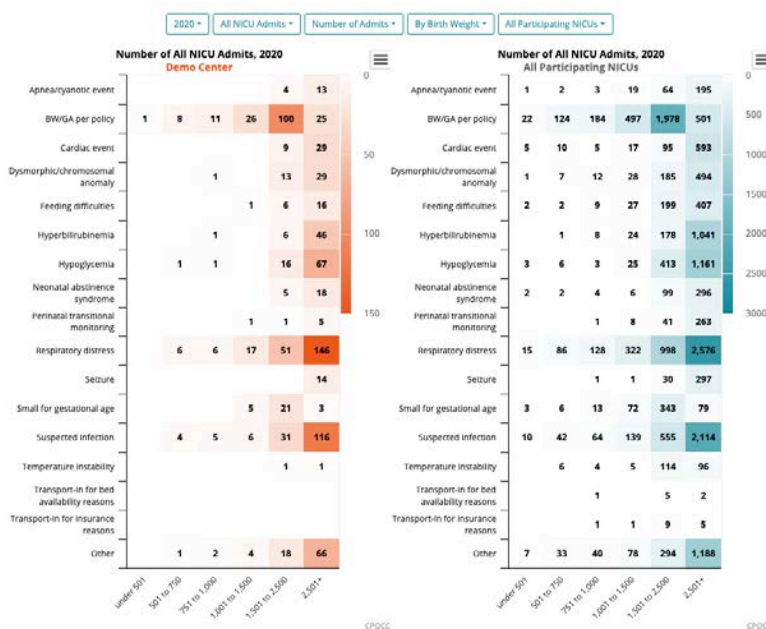 2020
All NICU Admits
Number of Admits
By Birth Weight
All Participating NICUs
Number of All NICU Admits, 2020
Demo Center
Apnea/cyanotic event 4 13
BW/GA per policy 1 8 11 26 100 25
Cardiac event 9 29
Dysmorphic/chromosomal
anomaly 1 13 29
Feeding difficulties 1 6 16
Hyperbilirubinemia 1 6 46
Hypoglycemia 1 1 16 67
Neonatal abstinence
syndrome 5 18
Perinatal transitional
monitoring 1 1 5
Respiratory distress 6 6 17 51 146
Seizure 14
Small for gestational age 5 21 3
Suspected infection 4 5 6 31 116
Temperature instability 1 1
Transport-in for bed
availability reasons
Transport-in for insurance
reasons
Other 1 2 4 18 66
under 501
501 to 750
751 to 1,000
1,001 to 1,500
1,501 to 2,500
2,501+
0
50
100
150
CPQCC
Number of All NICU Admits, 2020
All Participating NICUs
Apnea/cyanotic event 1 2 3 19 64 195
BW/GA per policy 22 124 184 497 1,978 501
Cardiac event 5 10 5 17 95 593
Dysmorphic/chromosomal
anomaly 1 7 12 28 185 494
Feeding difficulties 2 2 9 27 199 407
Hyperbilirubinemia 1 8 24 178 1,041
Hypoglycemia 3 6 3 25 413 1,161
Neonatal abstinence
syndrome 2 2 4 6 99 296
Perinatal transitional
monitoring 1 8 41 263
Respiratory distress 15 86 128 322 998 2,576
Seizure 1 1 30 297
Small for gestational age 3 6 13 72 343 79
Suspected infection 10 42 64 139 555 2,114
Temperature instability 6 4 5 114 96
Transport-in for bed
availability reasons 1 5 2
Transport-in for insurance
reasons 1 1 9 5
Other 7 33 40 78 294 1,188
under 501
501 to 750
751 to 1,000
1,001 to 1,500
1,501 to 2,500
2,501+
0
1000
2000
3000
CPQCC